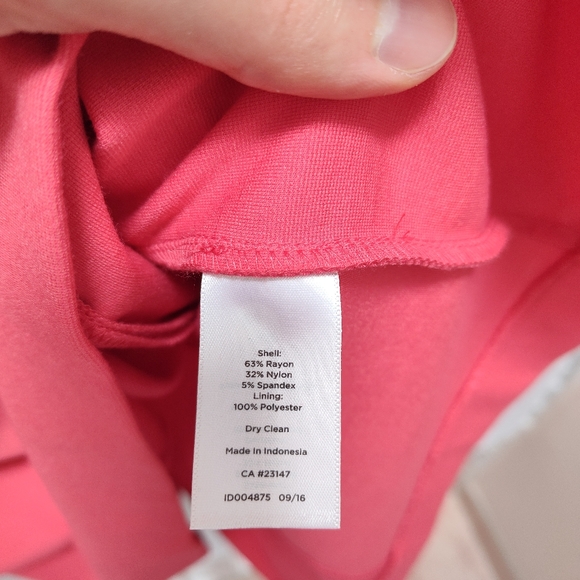 Shell:
63% Rayon
32% Nylon
5% Spandex
Lining:
100% Polyester
Dry Clean
Made In Indonesia
CA #23147
ID004875 09/16